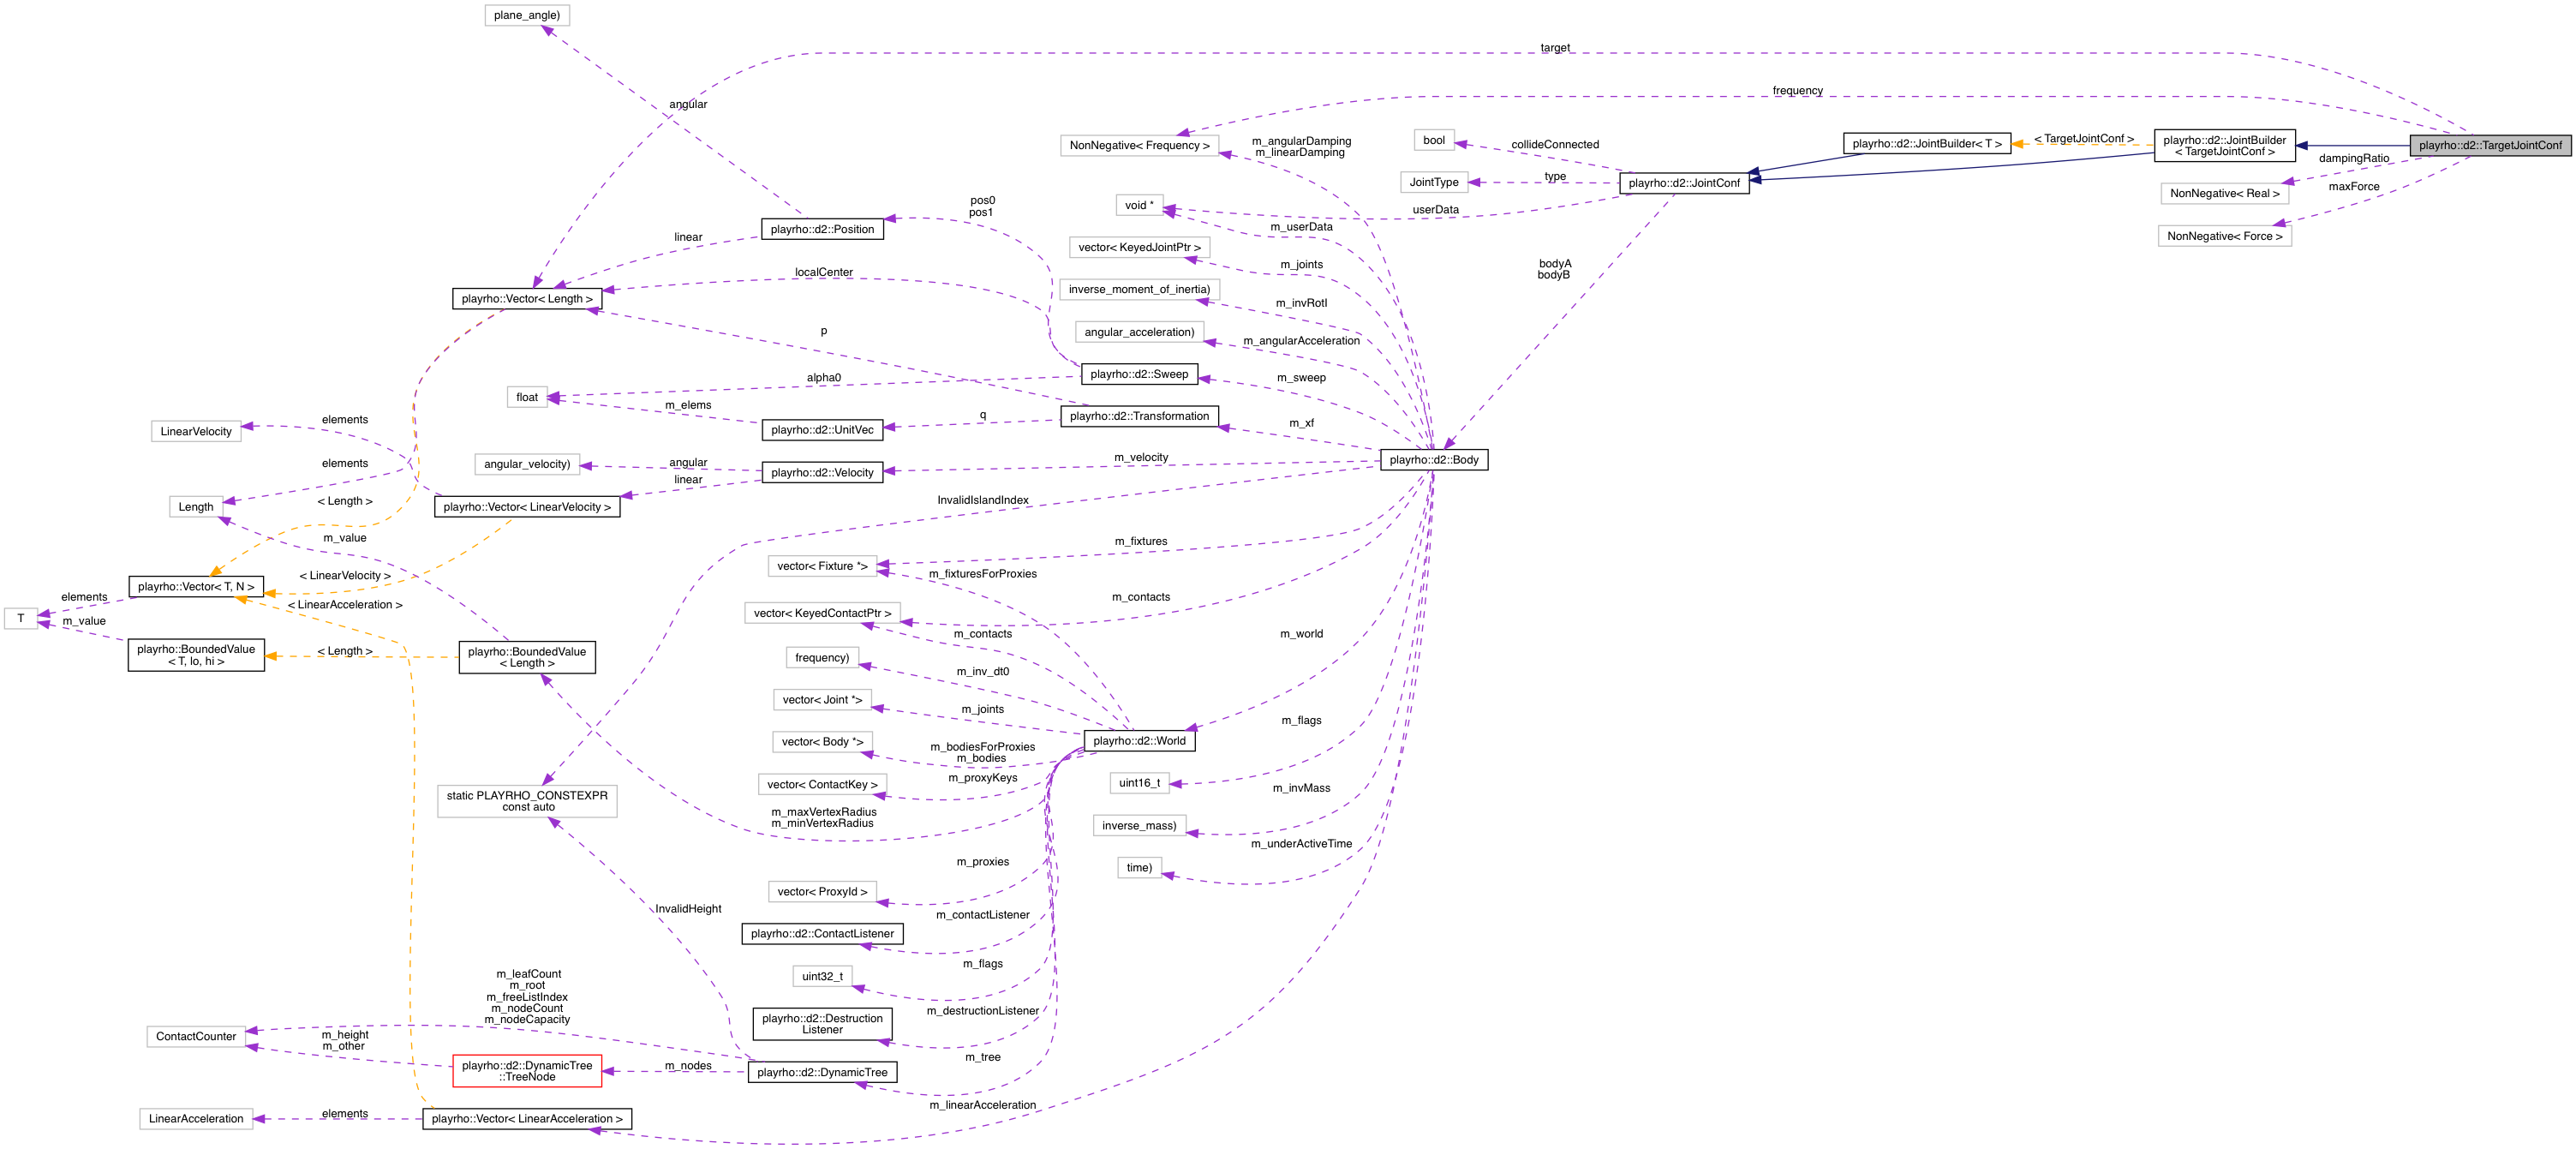 plane_angle)
target
frequency
angular
NonNegative< Frequency >
m_angularDamping
m_linearDamping
bool
collideConnected
playrho::d2::JointBuilder< T >
< TargetJointConf >
playrho::d2::JointBuilder
< TargetJointConf >
playrho::d2::TargetJointConf
dampingRatio
JointType
type
playrho::d2::JointConf
NonNegative< Real >
maxForce
void *
userData
NonNegative< Force >
pos0
pos1
playrho::d2::Position
linear
m_userData
vector< KeyedJointPtr >
m_joints
bodyA
bodyB
localCenter
inverse_moment_of_inertia)
m_invRotI
playrho::Vector< Length >
p
angular_acceleration)
m_angularAcceleration
playrho::d2::Sweep
m_sweep
alpha0
float
m_elems
q
playrho::d2::Transformation
m_xf
playrho::d2::UnitVec
elements
LinearVelocity
angular_velocity)
angular
playrho::d2::Velocity
m_velocity
playrho::d2::Body
elements
linear
Length
< Length >
playrho::Vector< LinearVelocity >
InvalidIslandIndex
m_value
m_fixtures
vector< Fixture *>
m_fixturesForProxies
playrho::Vector< T, N >
< LinearVelocity >
elements
< LinearAcceleration >
T
m_value
vector< KeyedContactPtr >
m_contacts
m_contacts
m_world
playrho::BoundedValue
< T, lo, hi >
< Length >
playrho::BoundedValue
< Length >
frequency)
m_inv_dt0
vector< Joint *>
m_joints
m_flags
playrho::d2::World
vector< Body *>
m_bodiesForProxies
m_bodies
vector< ContactKey >
m_proxyKeys
uint16_t
m_invMass
static PLAYRHO_CONSTEXPR
const auto
m_maxVertexRadius
m_minVertexRadius
inverse_mass)
m_underActiveTime
time)
m_proxies
vector< ProxyId >
InvalidHeight
m_contactListener
playrho::d2::ContactListener
m_flags
uint32_t
m_leafCount
m_root
m_freeListIndex
m_nodeCount
m_nodeCapacity
playrho::d2::Destruction
Listener
m_destructionListener
ContactCounter
m_height
m_other
playrho::d2::DynamicTree
::TreeNode
m_nodes
playrho::d2::DynamicTree
m_tree
LinearAcceleration
elements
playrho::Vector< LinearAcceleration >
m_linearAcceleration